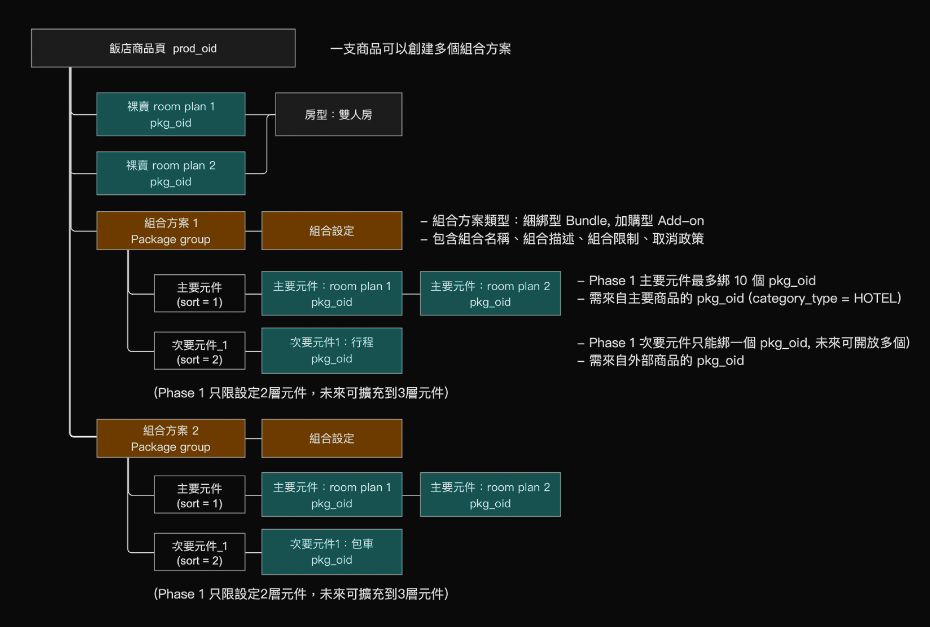 飯店商品頁 prod_oid
一支商品可以創建多個組合方案
裸賣 room plan 1
pkg_oid
房型：雙人房
裸賣 room plan 2
pkg_oid
組合方案 1
Package group
組合設定
– 組合方案類型：綑綁型 Bundle, 加購型 Add–on
– 包含組合名稱、組合描述、組合限制、取消政策
主要元件
(sort = 1)
主要元件：room plan 1
pkg_oid
主要元件：room plan 2
pkg_oid
– Phase 1 主要元件最多綁 10 個 pkg_oid
– 需來自主要商品的 pkg_oid (category_type = HOTEL)
次要元件_1
(sort = 2)
次要元件1：行程
pkg_oid
– Phase 1 次要元件只能綁一個 pkg_oid, 未來可開放多個)
– 需來自外部商品的 pkg_oid
(Phase 1 只限設定2層元件，未來可擴充到3層元件)
組合方案 2
Package group
組合設定
主要元件
(sort = 1)
主要元件：room plan 1
pkg_oid
主要元件：room plan 2
pkg_oid
次要元件_1
(sort = 2)
次要元件1：包車
pkg_oid
(Phase 1 只限設定2層元件，未來可擴充到3層元件)